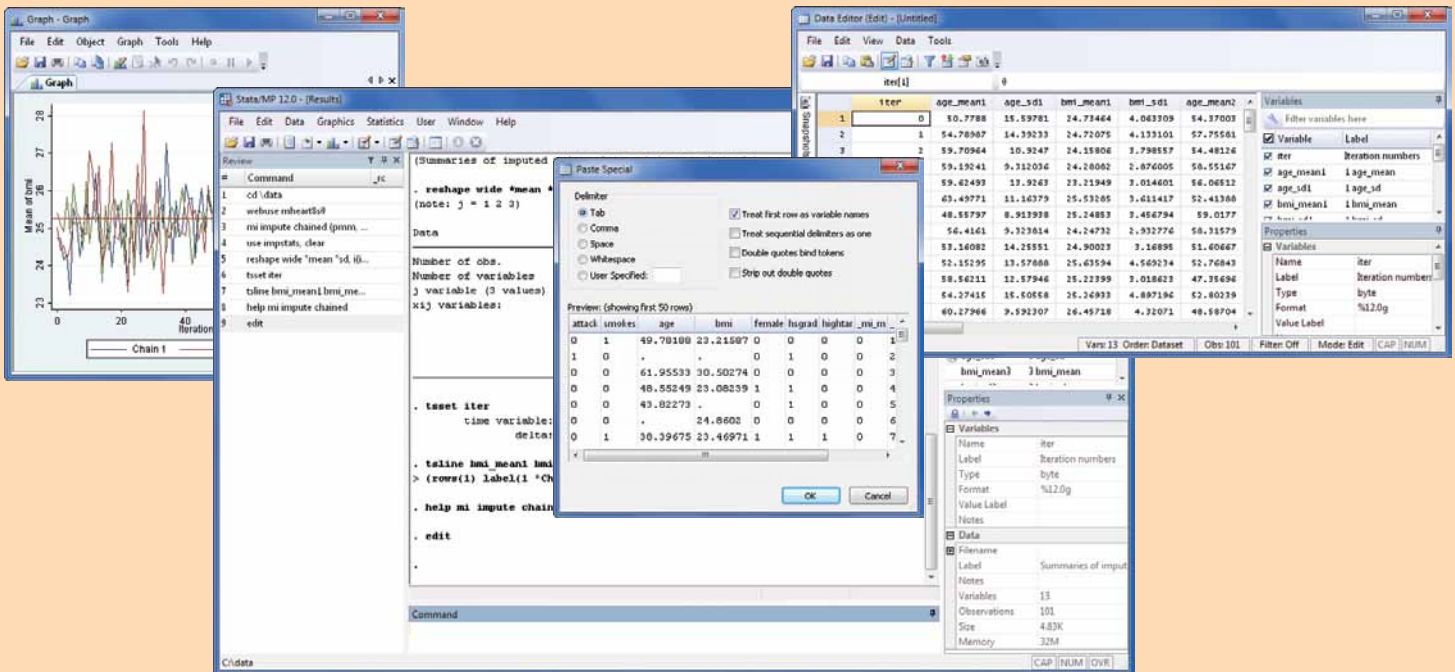 Graph - Graph
File Edit Object Graph Tools Help
Graph
Mean of bmi
28
27
26
25
24
23
0 20 40
Iteration
Chain 1
Stata/MP 12.0 - [Results]
File Edit Data Graphics Statistics User Window Help
Review
# Command _rc
1 cd \data
2 webuse mheart8s0
3 mi impute chained (pmm, ...
4 use impstats, clear
5 reshape wide *mean *sd, i(i...
6 tsset iter
7 tsline bmi_mean1 bmi_me...
8 help mi impute chained
9 edit
(Summaries of imputed
. reshape wide *mean *
(note: j = 1 2 3)
Data
Number of obs.
Number of variables
j variable (3 values)
xij variables:
. tsset iter
time variable:
delta:
. tsline bmi_mean1 bmi
> (rows(1) label(1 "Ch
. help mi impute chain
. edit
.
Command
C:\data
CAP NUM OVR
Paste Special
Delimiter
Tab
Comma
Space
Whitespace
User Specified:
Treat first row as variable names
Treat sequential delimiters as one
Double quotes bind tokens
Strip out double quotes
Preview: (showing first 50 rows)
attack smokes age bmi female hsgrad hightar _mi_m _
0 1 49.78188 23.21587 0 0 0 0 1
1 0 . . 0 1 0 0 2
0 0 61.95533 30.50274 0 0 0 0 3
0 0 48.55249 23.08239 1 1 0 0 4
0 0 43.82273 . 0 1 0 0 5
0 0 . 24.8602 0 0 0 0 6
0 1 38.39675 23.46971 1 1 1 0 7
OK Cancel
Data Editor (Edit) - [Untitled]
File Edit View Data Tools
iter[1] 0
Snapshots
iter age_mean1 age_sd1 bmi_mean1 bmi_sd1 age_mean2
1 0 50.7788 15.59781 24.73464 4.063309 54.37003
2 1 54.78987 14.39233 24.72075 4.133101 57.75561
3 2 59.70964 10.9247 24.15806 3.798557 54.48126
59.19241 9.312036 24.28082 2.876005 58.55167
59.62493 13.9263 23.21949 3.014601 56.06512
63.49771 11.16379 25.53285 3.611417 52.41388
48.55797 8.913938 25.24853 3.456794 59.0177
56.4161 9.323814 24.24732 2.932776 58.31579
53.16082 14.25551 24.90023 3.16895 51.60667
52.15295 13.57888 25.63594 4.569234 52.76843
58.56211 12.57946 25.22399 3.018623 47.35696
54.27415 15.50558 25.26933 4.897196 52.80239
60.27966 9.592307 26.45718 4.32071 48.58704
Variables
Filter variables here
Variable Label
iter Iteration numbers
age_mean1 1 age_mean
age_sd1 1 age_sd
bmi_mean1 1 bmi_mean
bmi_sd1 1 bmi_sd
Properties
Variables
Name iter
Label Iteration numbers
Type byte
Format %12.0g
Value Label
Vars: 13 Order: Dataset Obs: 101 Filter: Off Mode: Edit CAP NUM
bmi_mean3 3 bmi_mean
Properties
Variables
Name iter
Label Iteration numbers
Type byte
Format %12.0g
Value Label
Notes
Data
Filename
Label Summaries of imput
Notes
Variables 13
Observations 101
Size 4.83K
Memory 32M